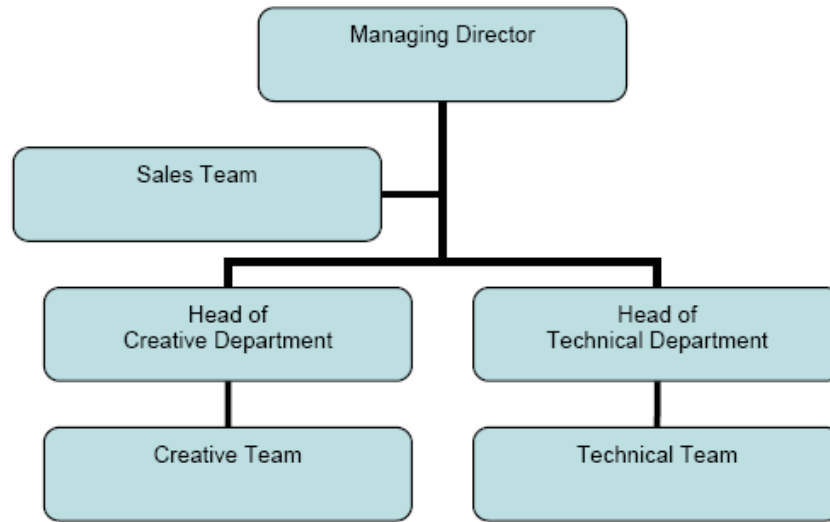 Managing Director
Sales Team
Head of
Creative Department
Head of
Technical Department
Creative Team
Technical Team